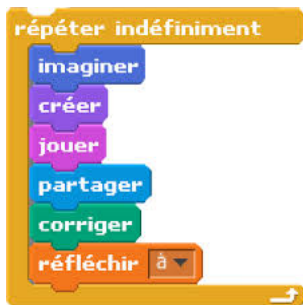 répéter indéfiniment
imaginer
créer
jouer
partager
corriger
réfléchir à